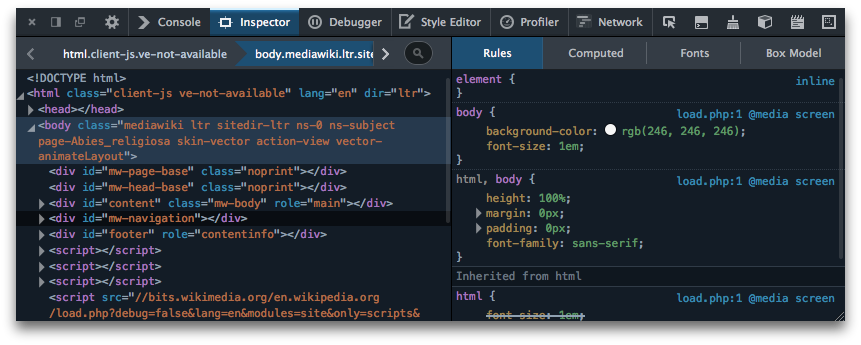 Console Inspector Debugger Style Editor Profiler Network
html.client-js.ve-not-available body.mediawiki.ltr.site
Rules Computed Fonts Box Model
<!DOCTYPE html>
<html class="client-js ve-not-available" lang="en" dir="ltr">
<head></head>
<body class="mediawiki ltr sitedir-ltr ns-0 ns-subject
page-Abies_religiosa skin-vector action-view vector-
animateLayout">
<div id="mw-page-base" class="noprint"></div>
<div id="mw-head-base" class="noprint"></div>
<div id="content" class="mw-body" role="main"></div>
<div id="mw-navigation"></div>
<div id="footer" role="contentinfo"></div>
<script></script>
<script></script>
<script></script>
<script src="//bits.wikimedia.org/en.wikipedia.org
/load.php?debug=false&lang=en&modules=site&only=scripts&
element { inline
}
body { load.php:1 @media screen
background-color: rgb(246, 246, 246);
font-size: 1em;
}
html, body { load.php:1 @media screen
height: 100%;
margin: 0px;
padding: 0px;
font-family: sans-serif;
}
Inherited from html
html { load.php:1 @media screen
font-size: 1em;